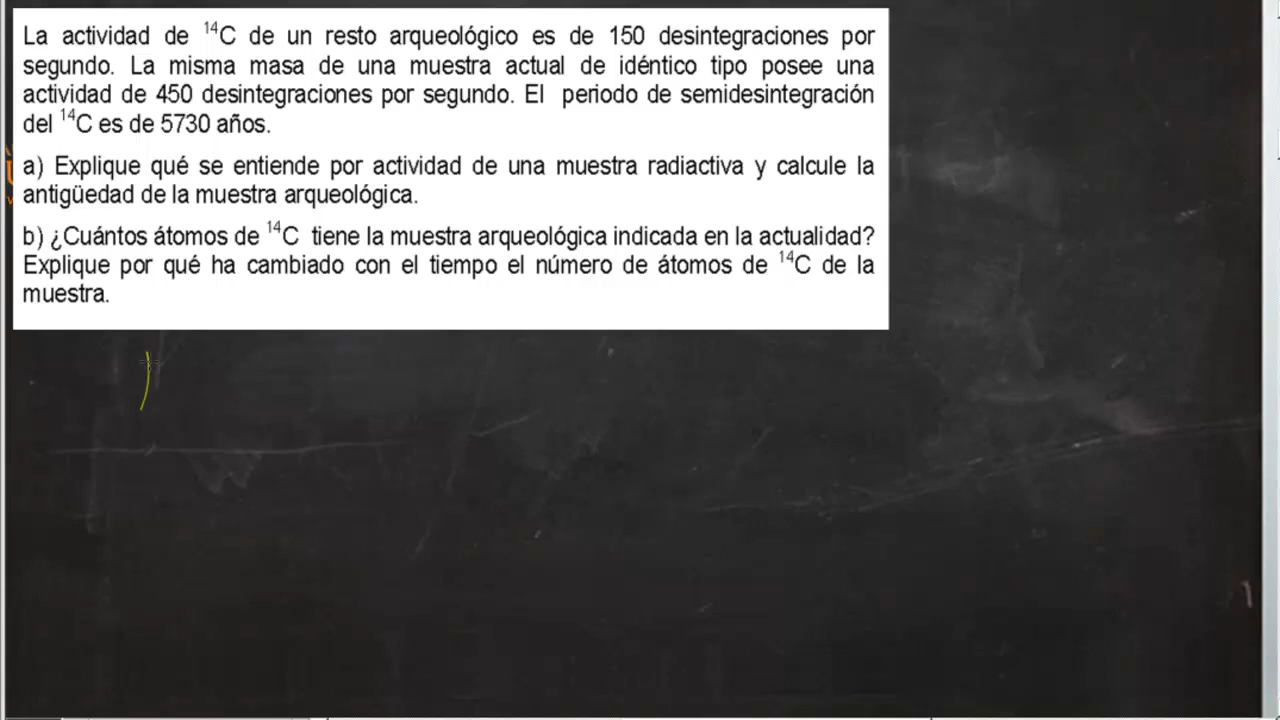 La actividad de ¹⁴C de un resto arqueológico es de 150 desintegraciones por
segundo. La misma masa de una muestra actual de idéntico tipo posee una
actividad de 450 desintegraciones por segundo. El periodo de semidesintegración
del ¹⁴C es de 5730 años.
a) Explique qué se entiende por actividad de una muestra radiactiva y calcule la
antigüedad de la muestra arqueológica.
b) ¿Cuántos átomos de ¹⁴C tiene la muestra arqueológica indicada en la actualidad?
Explique por qué ha cambiado con el tiempo el número de átomos de ¹⁴C de la
muestra.